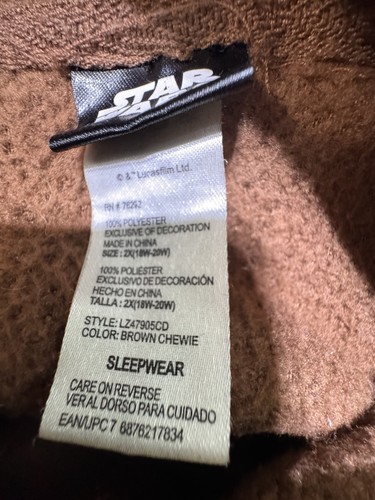 STAR
WARS
© & ™ Lucasfilm Ltd.
RN # 76292
100% POLYESTER
EXCLUSIVE OF DECORATION
MADE IN CHINA
SIZE : 2X(18W-20W)
100% POLIÉSTER
EXCLUSIVO DE DECORACIÓN
HECHO EN CHINA
TALLA : 2X(18W-20W)
STYLE: LZ47905CD
COLOR: BROWN CHEWIE
SLEEPWEAR
CARE ON REVERSE
VER AL DORSO PARA CUIDADO
EAN/UPC 7 6876217834